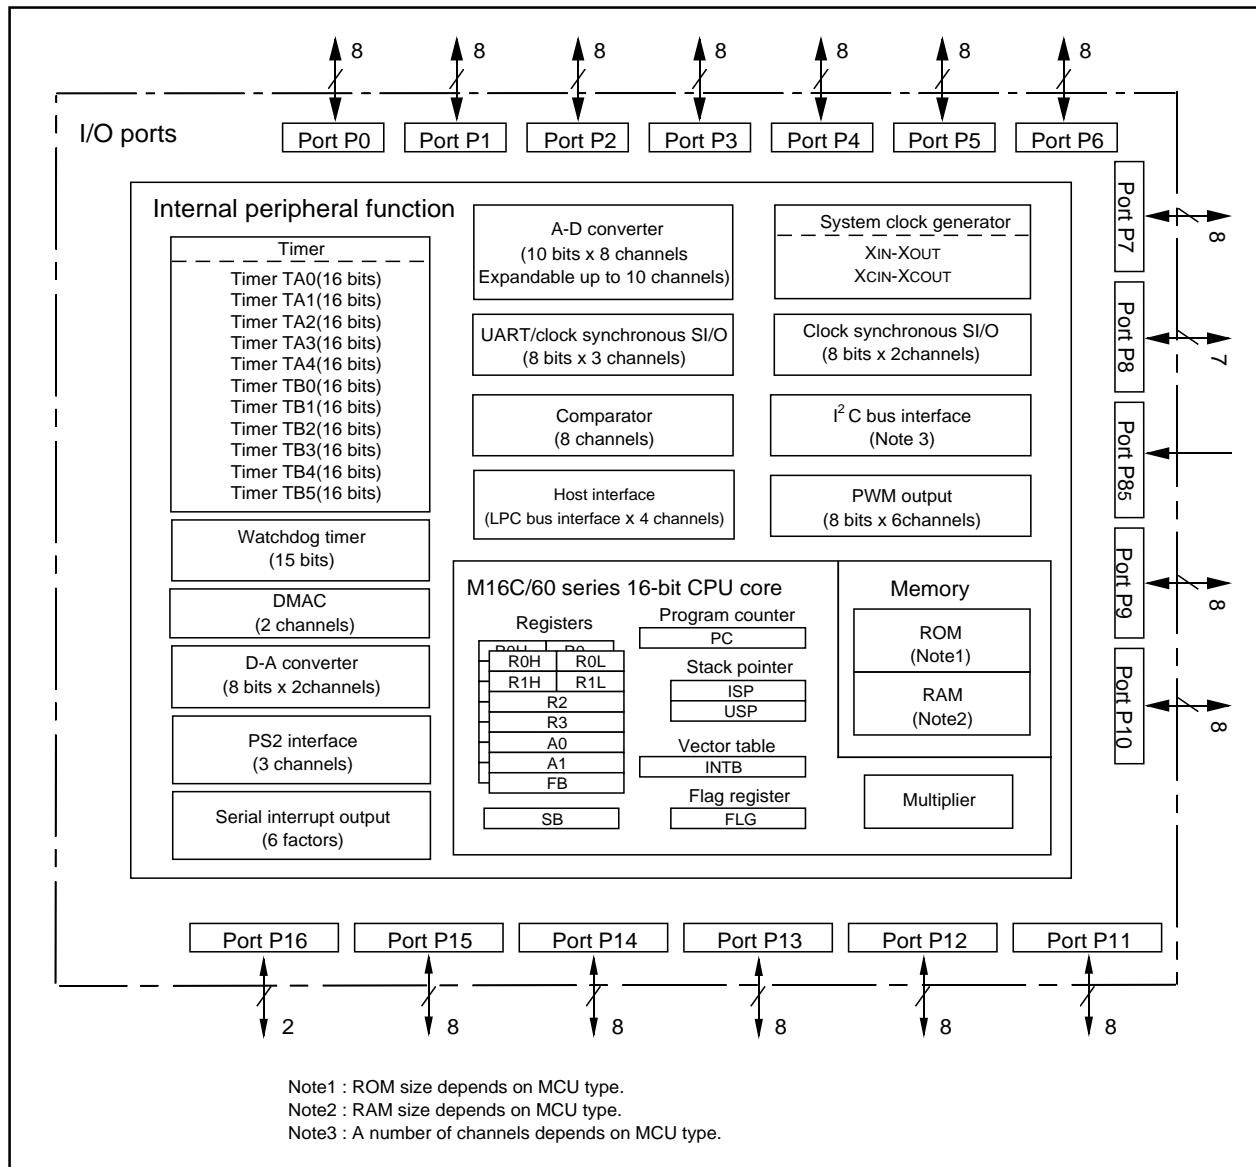 8
8
8
8
8
8
8
I/O ports
Port P0
Port P1
Port P2
Port P3
Port P4
Port P5
Port P6
Port P7
8
Port P8
7
Port P85
Port P9
8
Port P10
8
Internal peripheral function
Timer
Timer TA0(16 bits)
Timer TA1(16 bits)
Timer TA2(16 bits)
Timer TA3(16 bits)
Timer TA4(16 bits)
Timer TB0(16 bits)
Timer TB1(16 bits)
Timer TB2(16 bits)
Timer TB3(16 bits)
Timer TB4(16 bits)
Timer TB5(16 bits)
Watchdog timer
(15 bits)
DMAC
(2 channels)
D-A converter
(8 bits x 2channels)
PS2 interface
(3 channels)
Serial interrupt output
(6 factors)
A-D converter
(10 bits x 8 channels
Expandable up to 10 channels)
UART/clock synchronous SI/O
(8 bits x 3 channels)
Comparator
(8 channels)
Host interface
(LPC bus interface x 4 channels)
System clock generator
XIN-XOUT
XCIN-XCOUT
Clock synchronous SI/O
(8 bits x 2channels)
I2 C bus interface
(Note 3)
PWM output
(8 bits x 6channels)
M16C/60 series 16-bit CPU core
Registers
R0H
R0L
R1H
R1L
R2
R3
A0
A1
FB
SB
Program counter
PC
Stack pointer
ISP
USP
Vector table
INTB
Flag register
FLG
Memory
ROM
(Note1)
RAM
(Note2)
Multiplier
Port P16
Port P15
Port P14
Port P13
Port P12
Port P11
2
8
8
8
8
8
Note1 : ROM size depends on MCU type.
Note2 : RAM size depends on MCU type.
Note3 : A number of channels depends on MCU type.